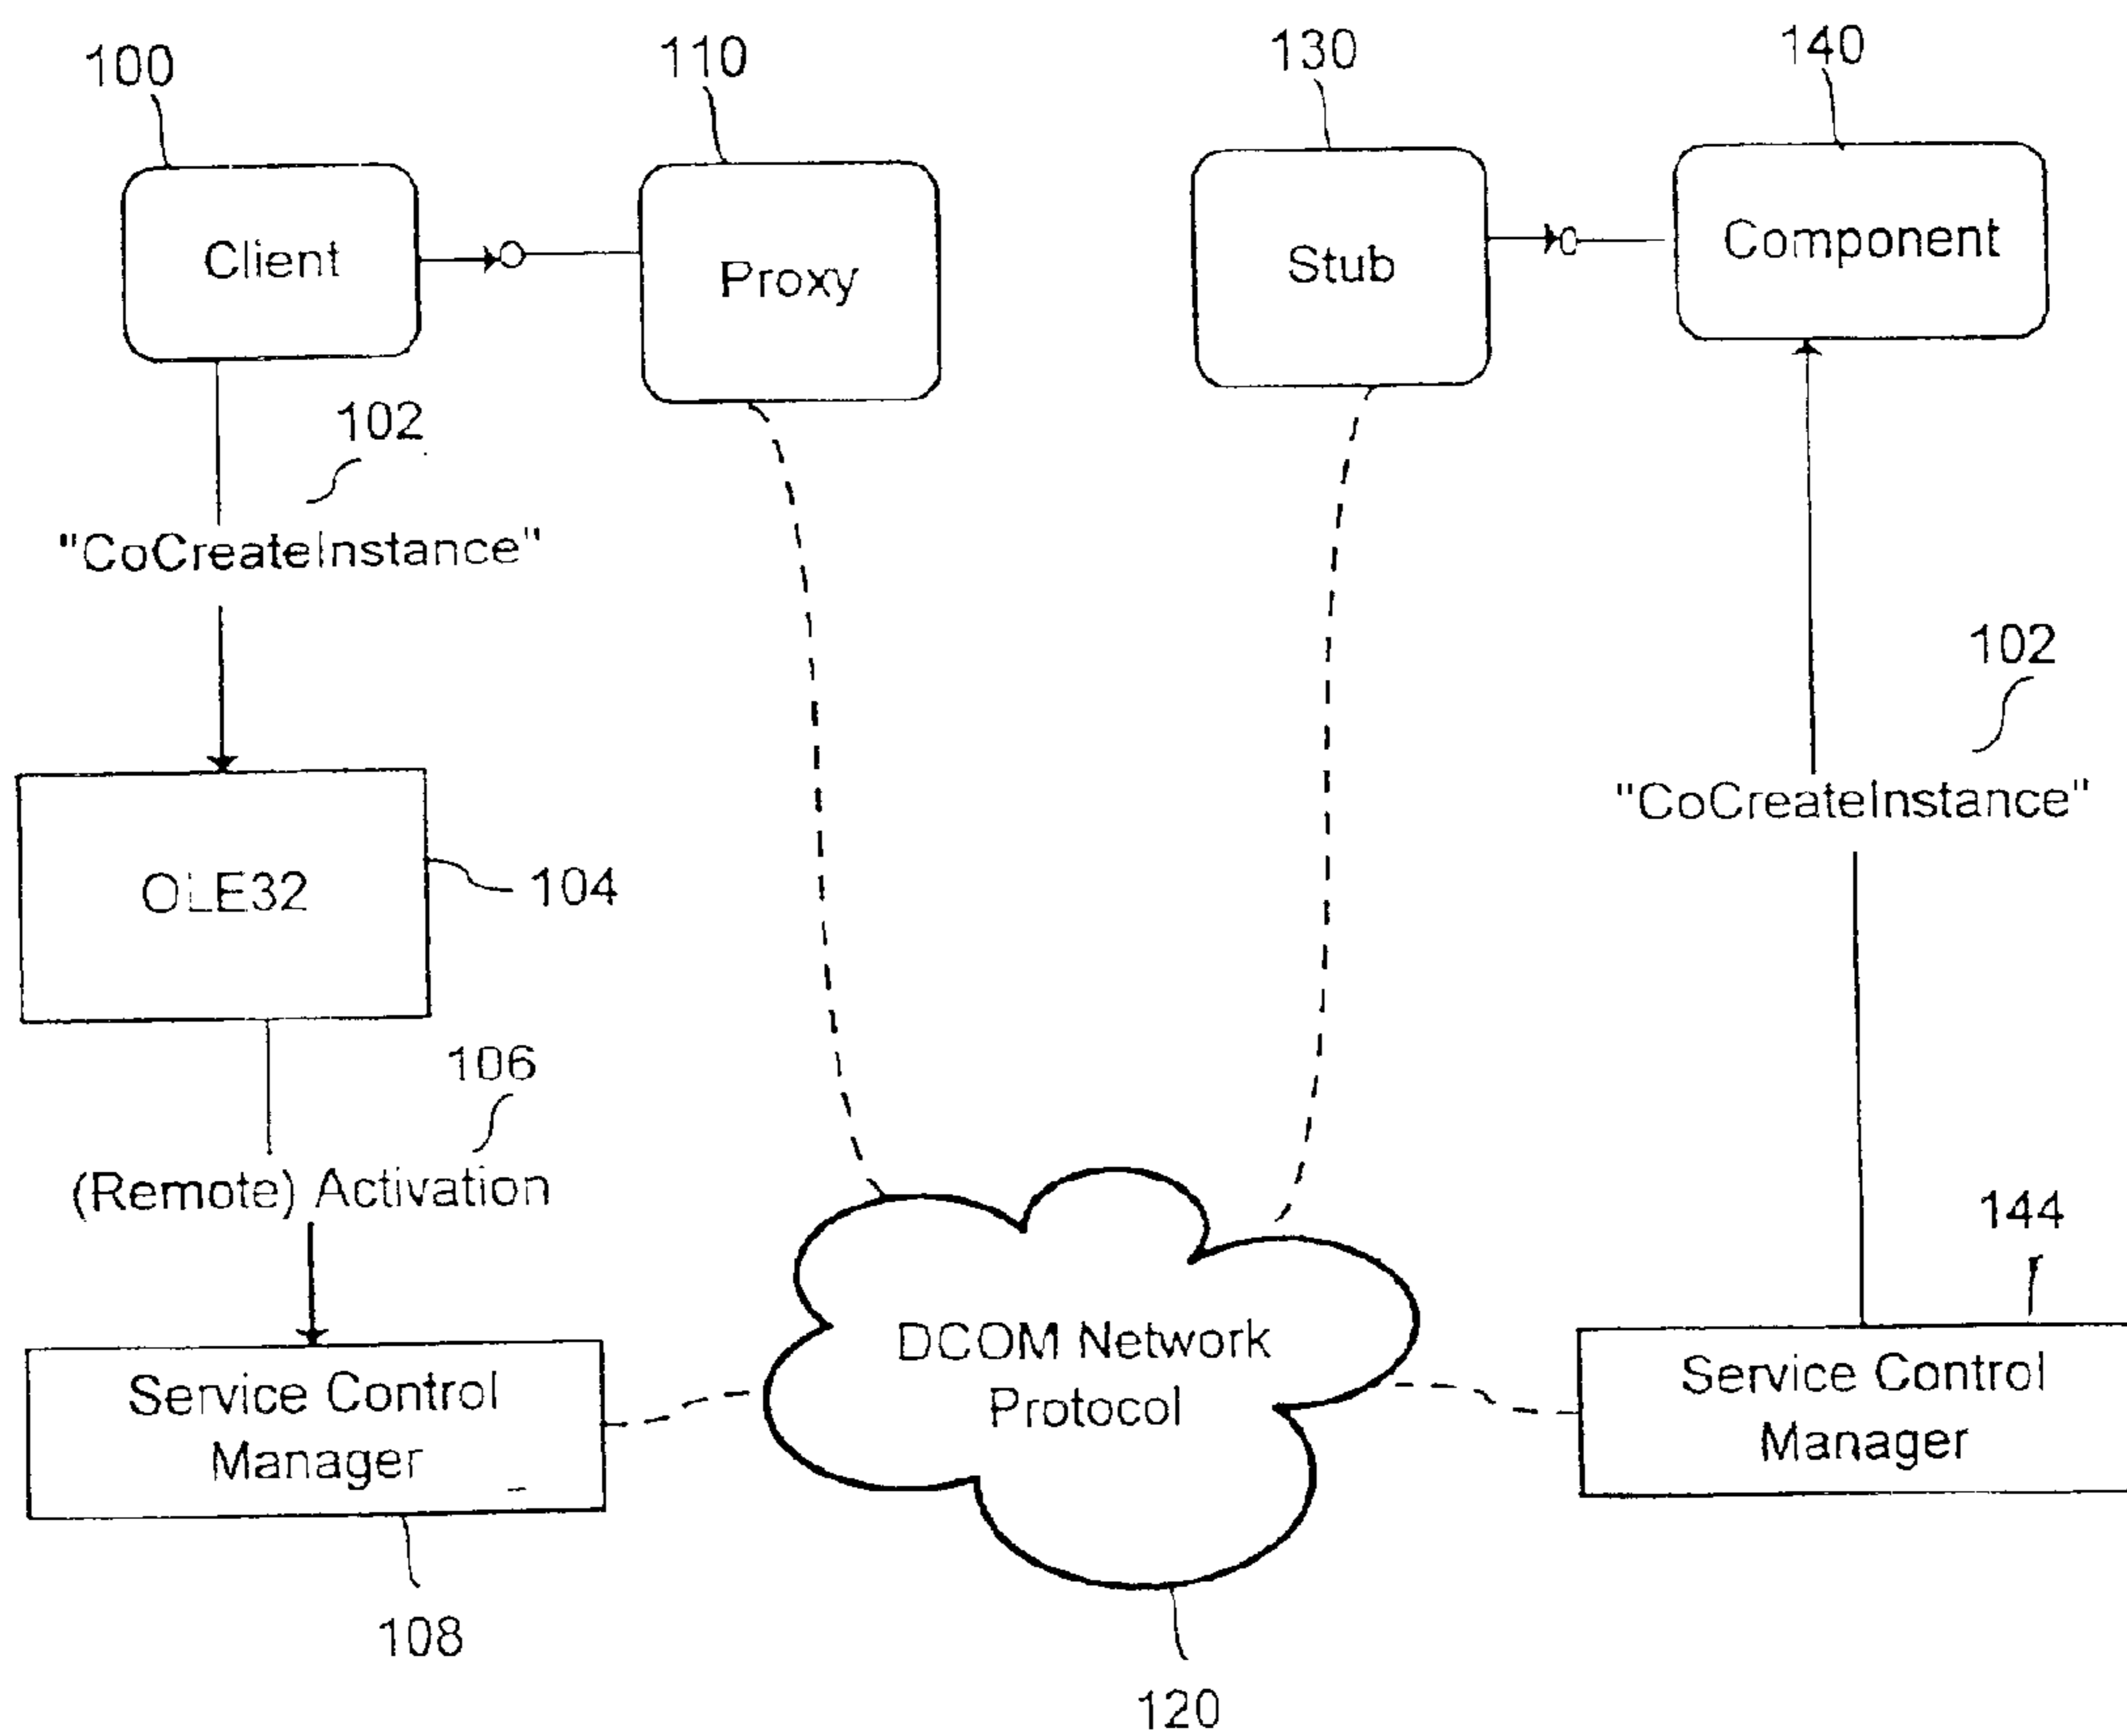 100
110
130
140
Client
Proxy
Stub
Component
102
"CoCreateInstance"
102
"CoCreateInstance"
OLE32
104
106
(Remote) Activation
144
Service Control
Manager
108
DCOM Network
Protocol
120
Service Control
Manager